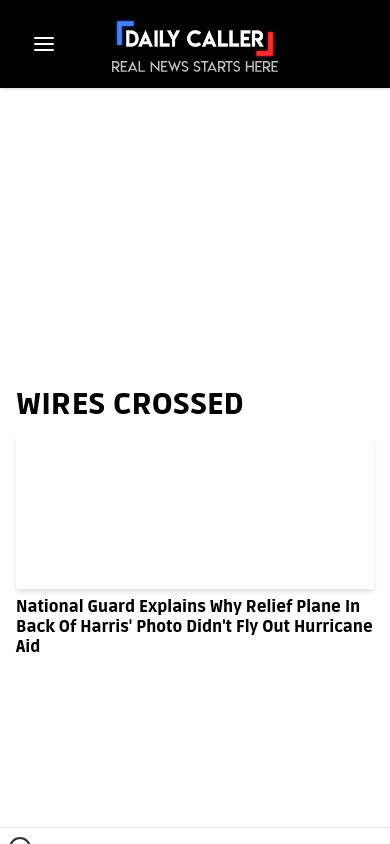 DAILY CALLER
REAL NEWS STARTS HERE
WIRES CROSSED
National Guard Explains Why Relief Plane In
Back Of Harris' Photo Didn't Fly Out Hurricane
Aid